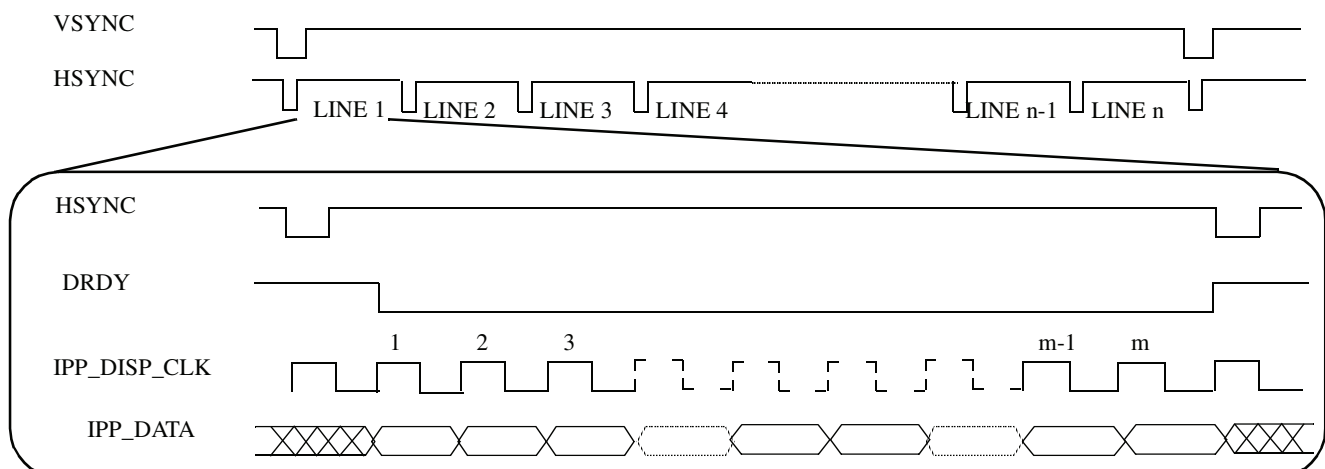 VSYNC
HSYNC
LINE 1 LINE 2 LINE 3 LINE 4 LINE n-1 LINE n
HSYNC
DRDY
1 2 3 m-1 m
IPP_DISP_CLK
IPP_DATA